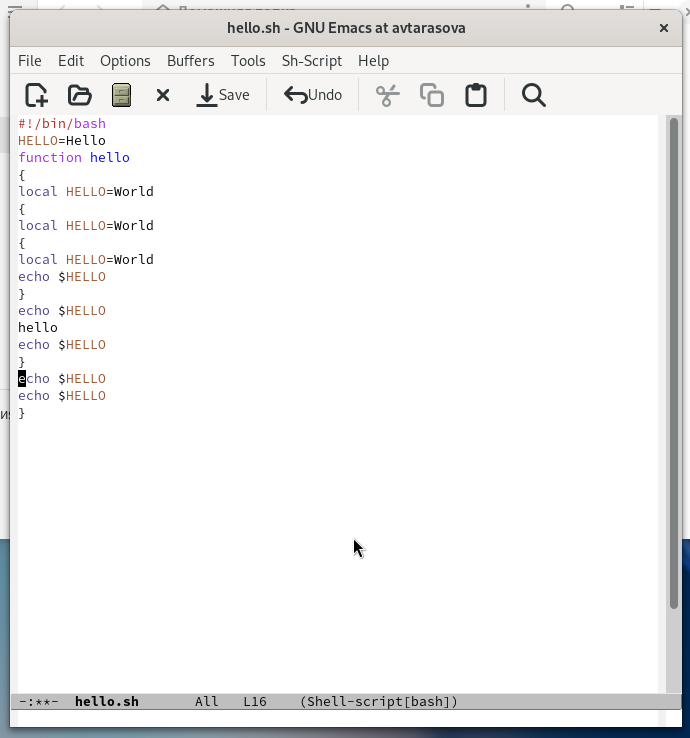 hello.sh - GNU Emacs at avtarasova
File Edit Options Buffers Tools Sh-Script Help
Save Undo
#!/bin/bash
HELLO=Hello
function hello
{
local HELLO=World
{
local HELLO=World
{
local HELLO=World
echo $HELLO
}
echo $HELLO
hello
echo $HELLO
}
echo $HELLO
echo $HELLO
}
-:**- hello.sh All L16 (Shell-script[bash])